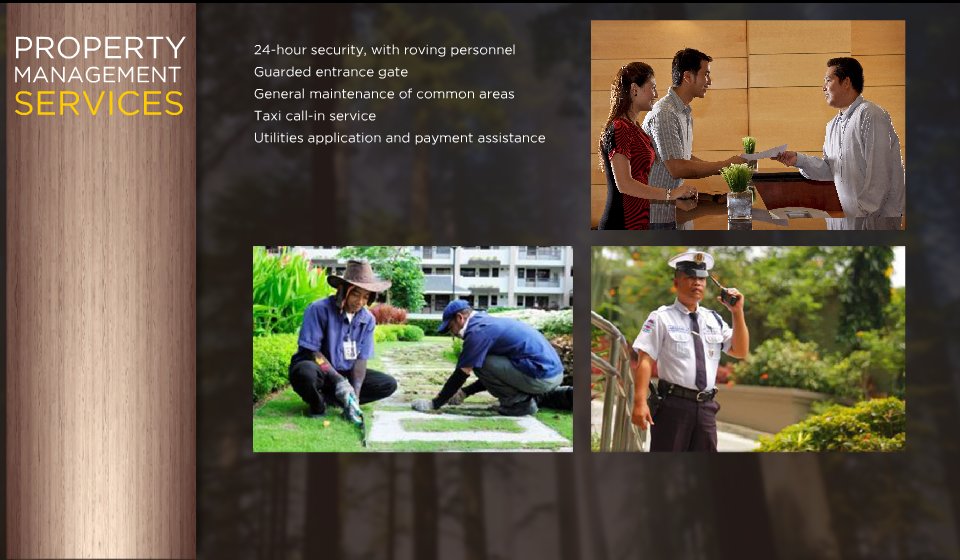 PROPERTY
MANAGEMENT
SERVICES
24-hour security, with roving personnel
Guarded entrance gate
General maintenance of common areas
Taxi call-in service
Utilities application and payment assistance